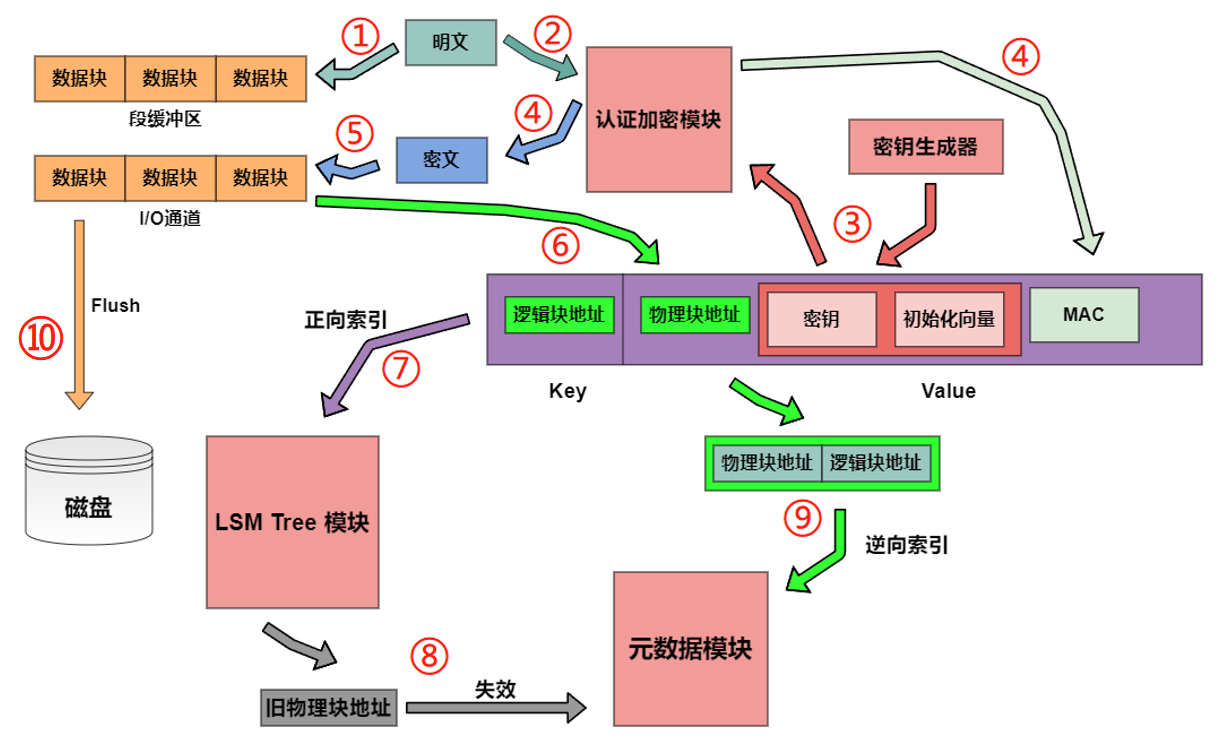 ①
明文
②
④
数据块 数据块 数据块
段缓冲区
认证加密模块
④
密钥生成器
⑤
密文
数据块 数据块 数据块
I/O通道
③
⑥
Flush
正向索引
逻辑块地址 物理块地址 密钥 初始化向量 MAC
⑩
⑦
Key
Value
磁盘
LSM Tree 模块
物理块地址 逻辑块地址
⑨
逆向索引
元数据模块
⑧
旧物理块地址
失效